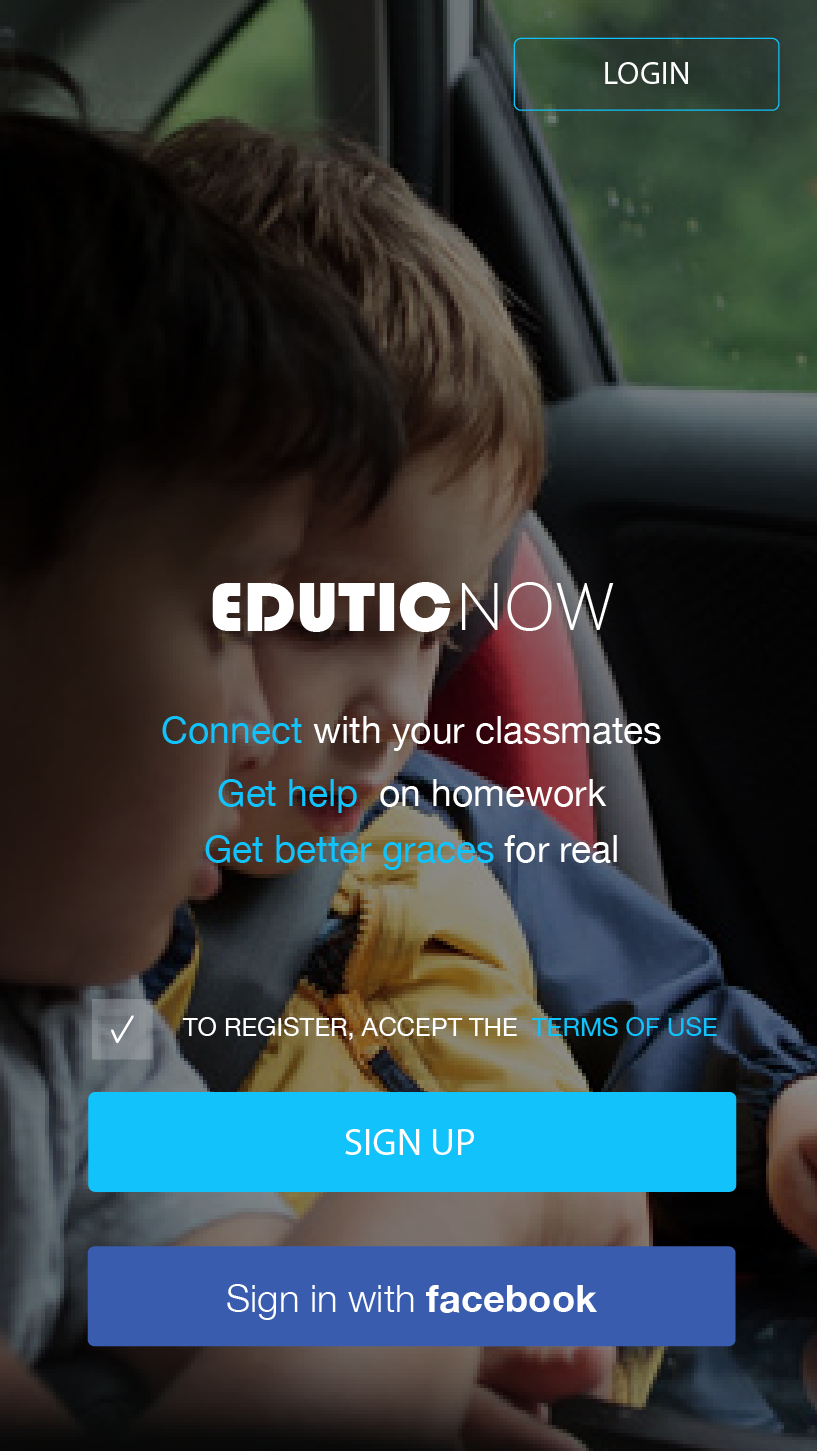 LOGIN
EDUTICNOW
Connect with your classmates
Get help on homework
Get better graces for real
✓ TO REGISTER, ACCEPT THE TERMS OF USE
SIGN UP
Sign in with facebook